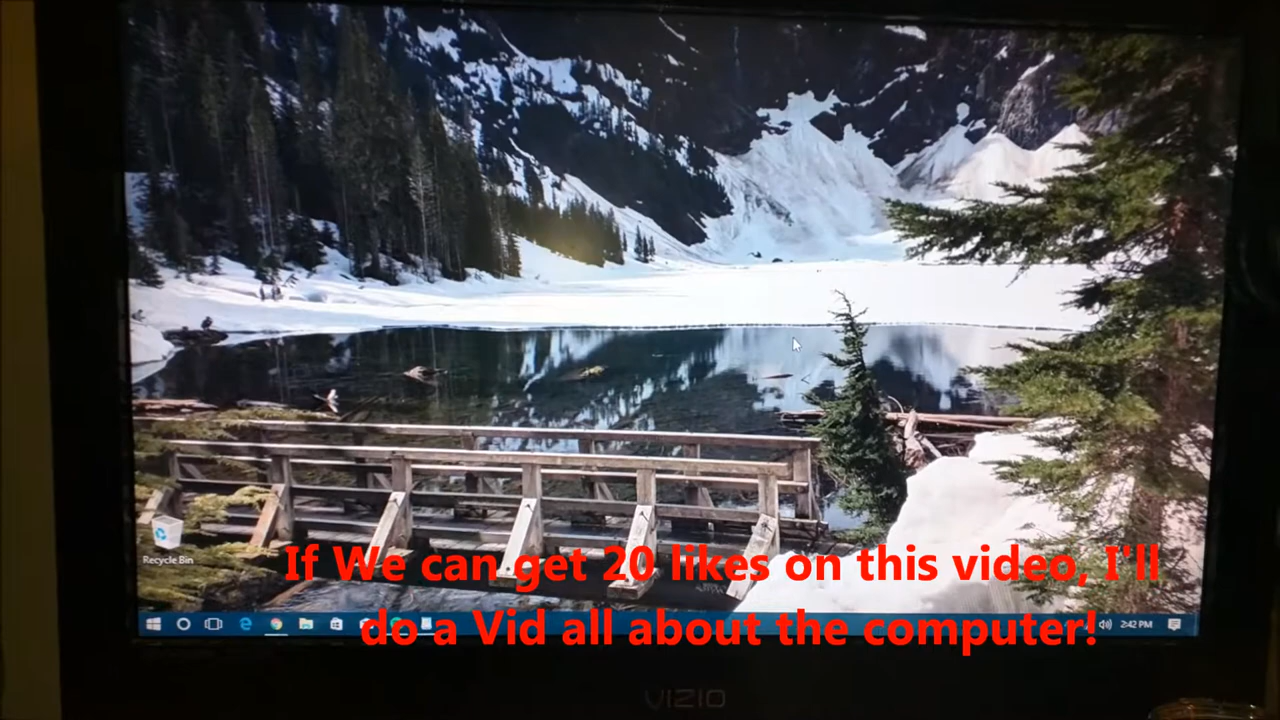 Recycle Bin
If We can get 20 likes on this video, I'll
do a Vid all about the computer!
2:42 PM
VIZIO